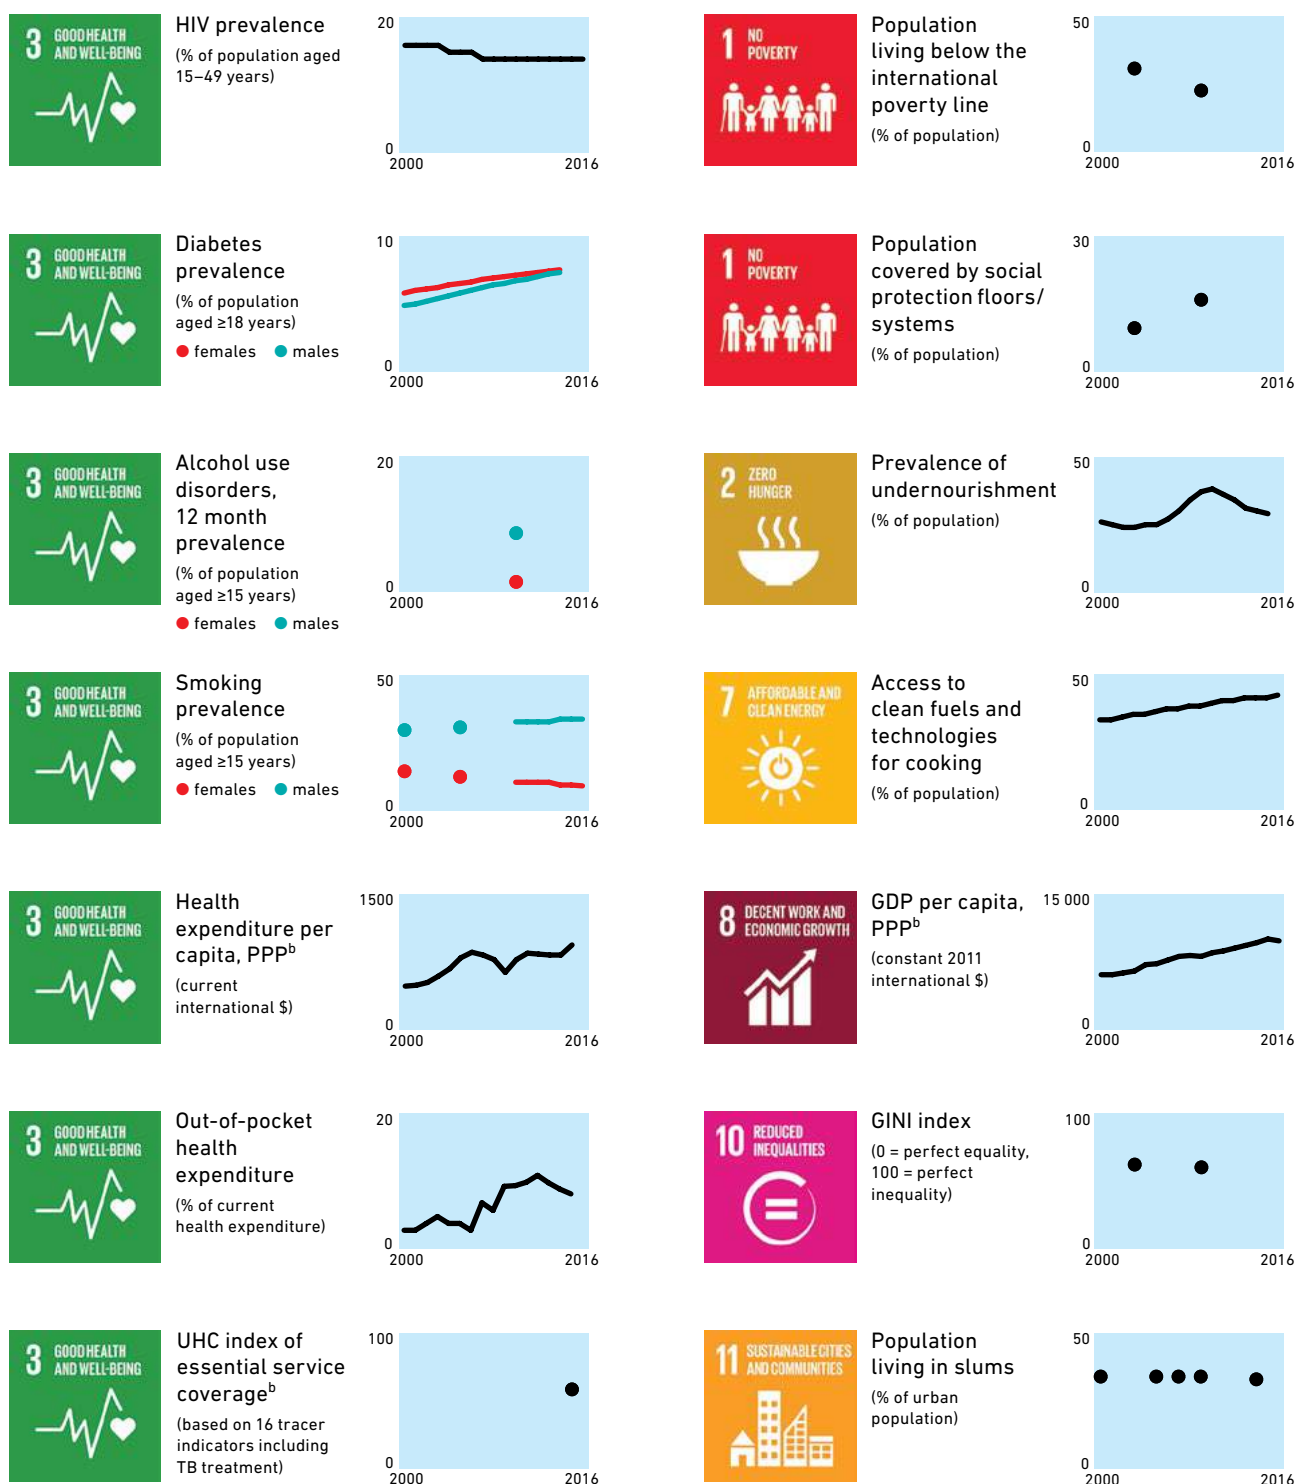 3 GOOD HEALTH
AND WELL-BEING
HIV prevalence
(% of population aged
15–49 years)
20
0
2000 2016
3 GOOD HEALTH
AND WELL-BEING
Diabetes
prevalence
(% of population
aged ≥18 years)
females males
10
0
2000 2016
3 GOOD HEALTH
AND WELL-BEING
Alcohol use
disorders,
12 month
prevalence
(% of population
aged ≥15 years)
females males
20
0
2000 2016
3 GOOD HEALTH
AND WELL-BEING
Smoking
prevalence
(% of population
aged ≥15 years)
females males
50
0
2000 2016
3 GOOD HEALTH
AND WELL-BEING
Health
expenditure per
capita, PPPᵇ
(current
international $)
1500
0
2000 2016
3 GOOD HEALTH
AND WELL-BEING
Out-of-pocket
health
expenditure
(% of current
health expenditure)
20
0
2000 2016
3 GOOD HEALTH
AND WELL-BEING
UHC index of
essential service
coverageᵇ
(based on 16 tracer
indicators including
TB treatment)
100
0
2000 2016
1 NO
POVERTY
Population
living below the
international
poverty line
(% of population)
50
0
2000 2016
1 NO
POVERTY
Population
covered by social
protection floors/
systems
(% of population)
30
0
2000 2016
2 ZERO
HUNGER
Prevalence of
undernourishment
(% of population)
50
0
2000 2016
7 AFFORDABLE AND
CLEAN ENERGY
Access to
clean fuels and
technologies
for cooking
(% of population)
50
0
2000 2016
8 DECENT WORK AND
ECONOMIC GROWTH
GDP per capita,
PPPᵇ
(constant 2011
international $)
15 000
0
2000 2016
10 REDUCED
INEQUALITIES
GINI index
(0 = perfect equality,
100 = perfect
inequality)
100
0
2000 2016
11 SUSTAINABLE CITIES
AND COMMUNITIES
Population
living in slums
(% of urban
population)
50
0
2000 2016